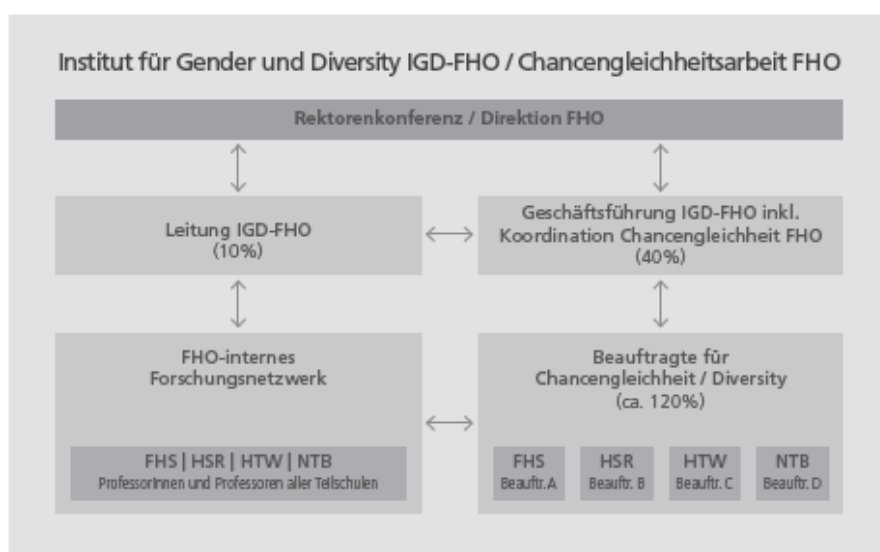 Institut für Gender und Diversity IGD-FHO / Chancengleichheitsarbeit FHO
Rektorenkonferenz / Direktion FHO
Leitung IGD-FHO
(10%)
Geschäftsführung IGD-FHO inkl.
Koordination Chancengleichheit FHO
(40%)
FHO-internes
Forschungsnetzwerk
FHS | HSR | HTW | NTB
Professorinnen und Professoren aller Teilschulen
Beauftragte für
Chancengleichheit / Diversity
(ca. 120%)
FHS
Beauftr. A
HSR
Beauftr. B
HTW
Beauftr. C
NTB
Beauftr. D